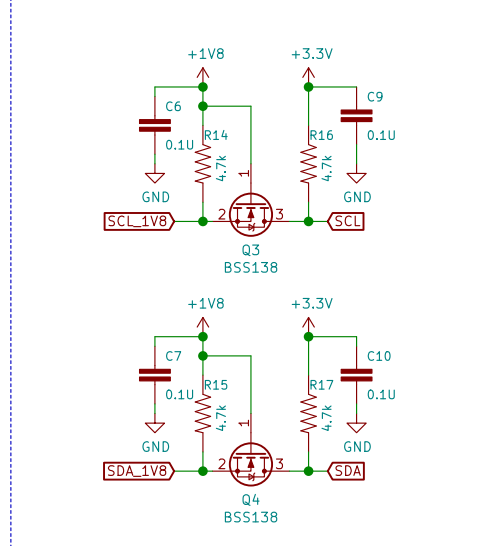 +1V8
+3.3V
C6
C9
0.1U
R14
4.7k
R16
4.7k
0.1U
1
GND
GND
SCL_1V8
2
3
SCL
Q3
BSS138
+1V8
+3.3V
C7
C10
0.1U
R15
4.7k
R17
4.7k
0.1U
1
GND
GND
SDA_1V8
2
3
SDA
Q4
BSS138